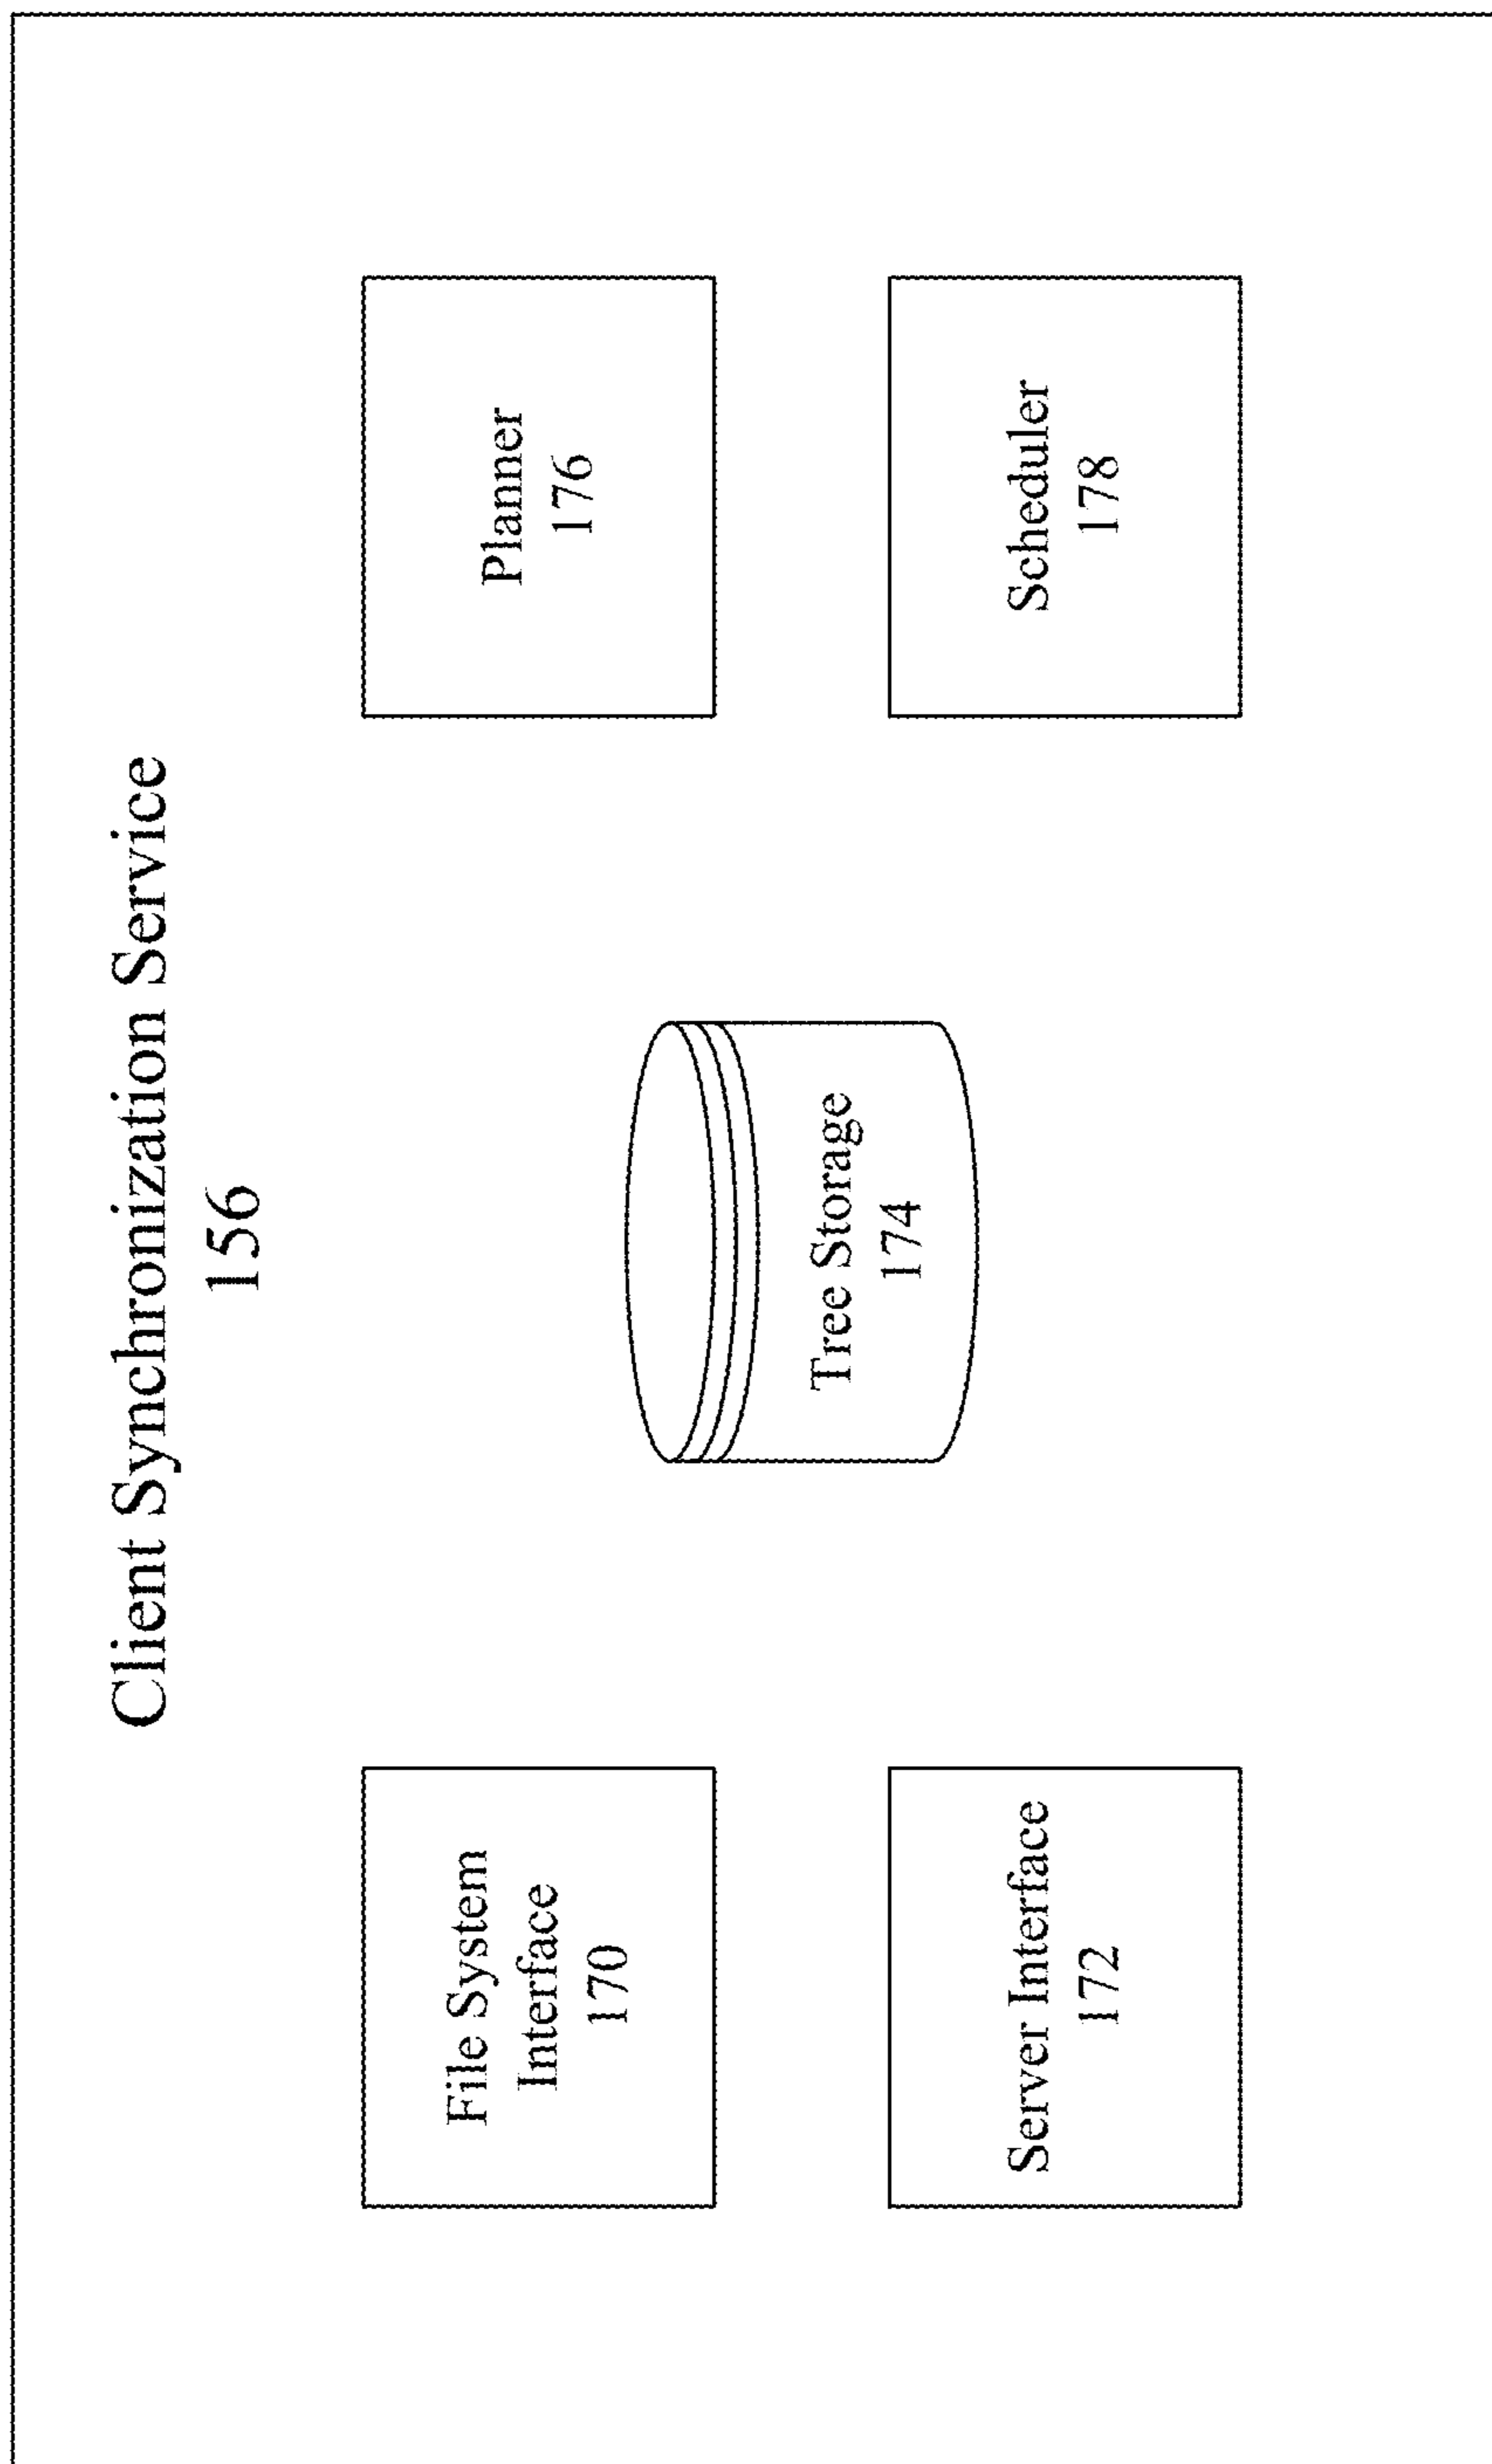 Client Synchronization Service
156
File System
Interface
170
Server Interface
172
Tree Storage
174
Planner
176
Scheduler
178